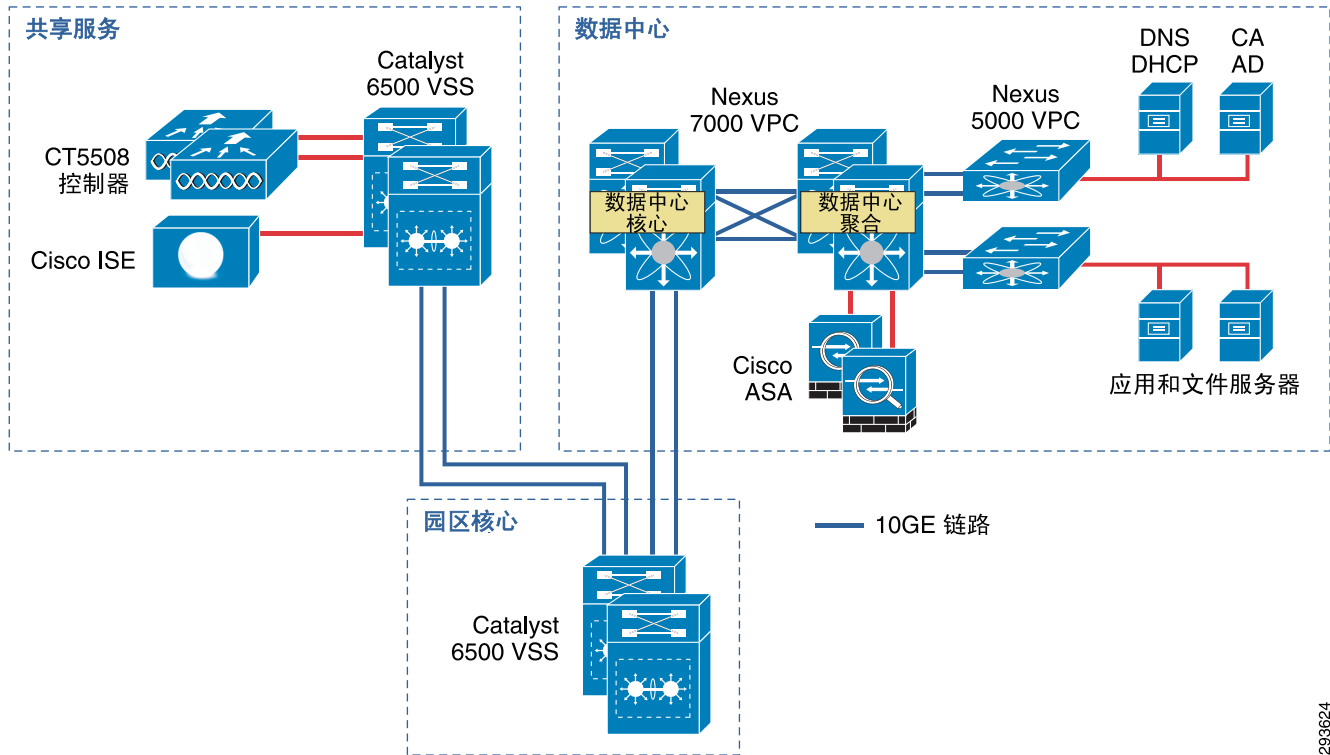 共享服务
Catalyst
6500 VSS
CT5508
控制器
Cisco ISE
数据中心
Nexus
7000 VPC
Nexus
5000 VPC
DNS
DHCP
CA
AD
数据中心
核心
数据中心
聚合
Cisco
ASA
应用和文件服务器
园区核心
Catalyst
6500 VSS
10GE 链路
293624